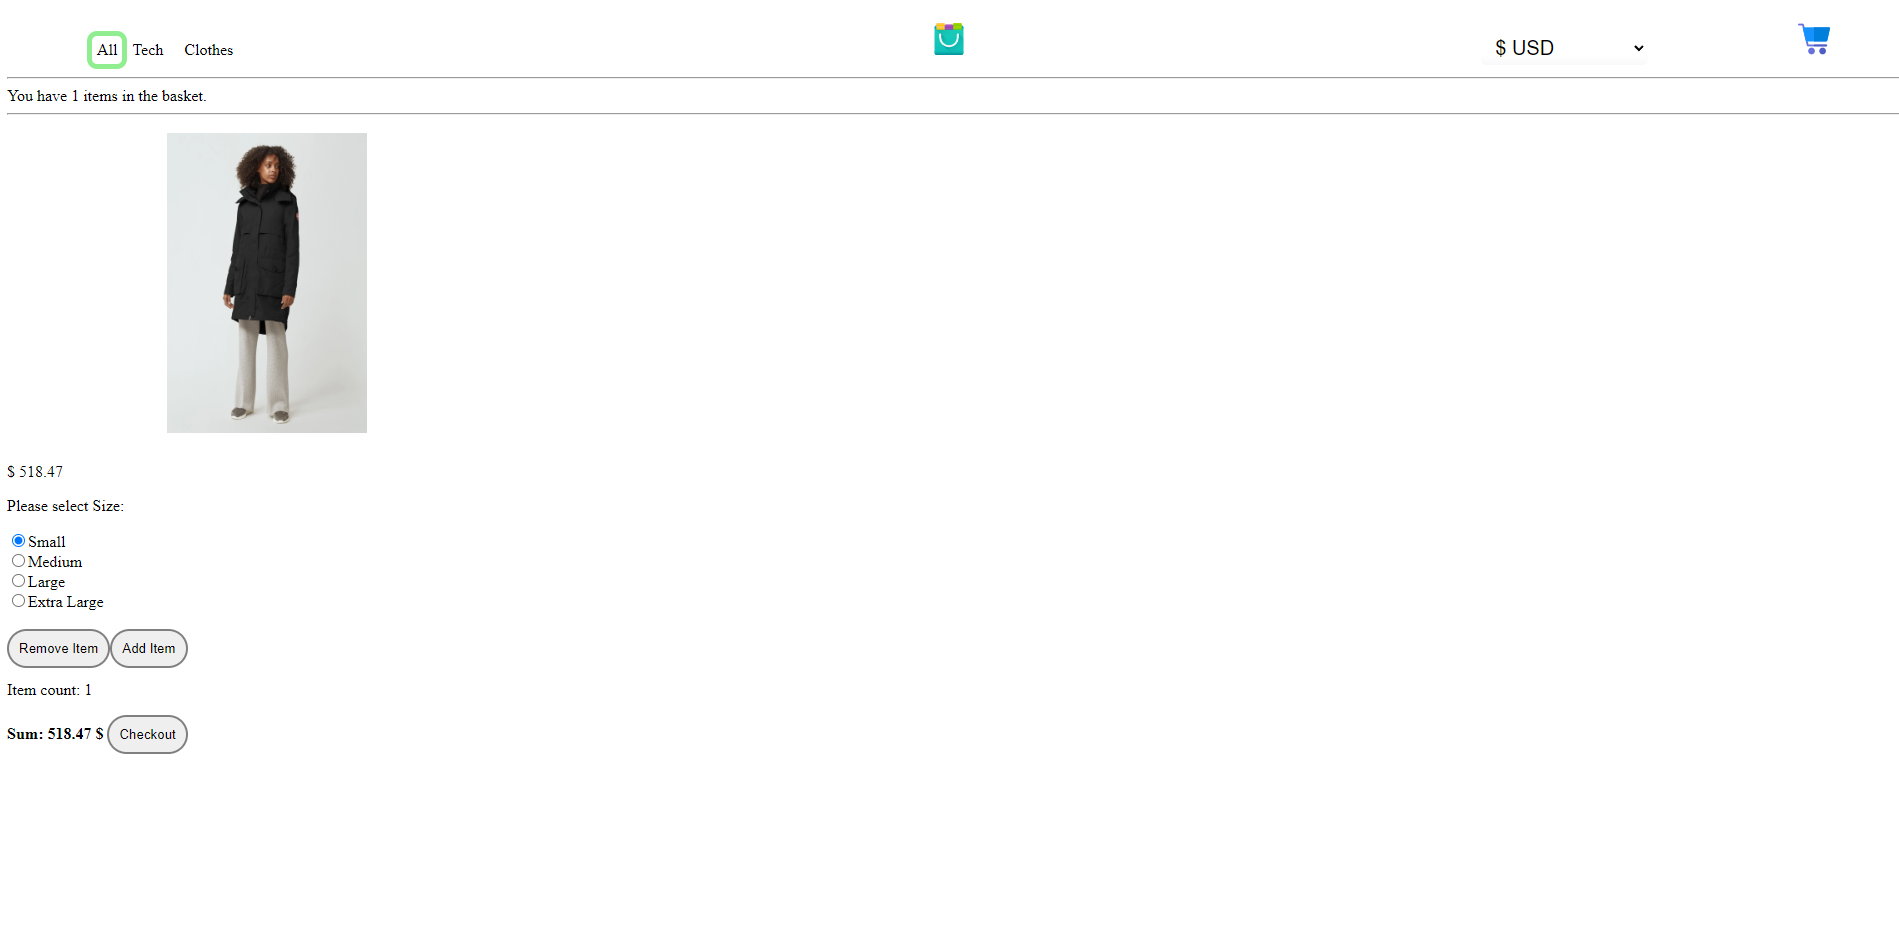 All Tech Clothes $ USD
You have 1 items in the basket.
$ 518.47
Please select Size:
Small
Medium
Large
Extra Large
Remove Item Add Item
Item count: 1
Sum: 518.47 $ Checkout